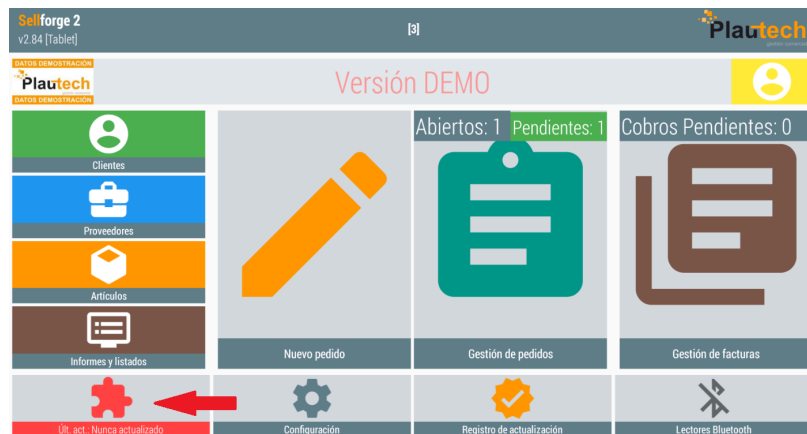 Sellforge 2
v2.84 [Tablet]
[3]
Plautech
gestión comercial
DATOS DEMOSTRACIÓN
Plautech
DATOS DEMOSTRACIÓN
Versión DEMO
Clientes
Proveedores
Artículos
Informes y listados
Nuevo pedido
Abiertos: 1
Pendientes: 1
Gestión de pedidos
Cobros Pendientes: 0
Gestión de facturas
Últ. act.: Nunca actualizado
Configuración
Registro de actualización
Lectores Bluetooth